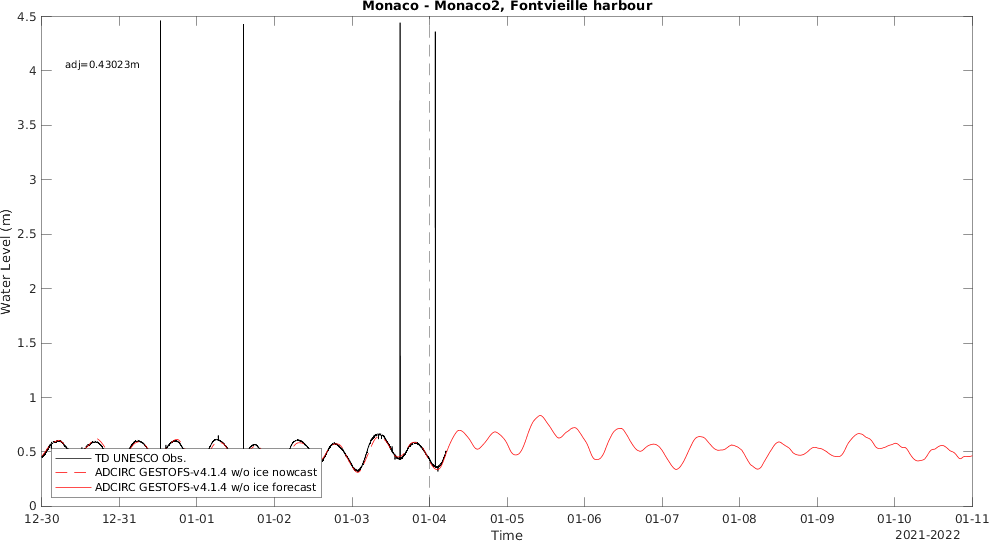 Monaco - Monaco2, Fontvieille harbour
4.5
4
3.5
3
2.5
2
1.5
1
0.5
0
Water Level (m)
adj=0.43023m
TD UNESCO Obs.
ADCIRC GESTOFS-v4.1.4 w/o ice nowcast
ADCIRC GESTOFS-v4.1.4 w/o ice forecast
12-30 12-31 01-01 01-02 01-03 01-04 01-05 01-06 01-07 01-08 01-09 01-10 01-11
Time
2021-2022